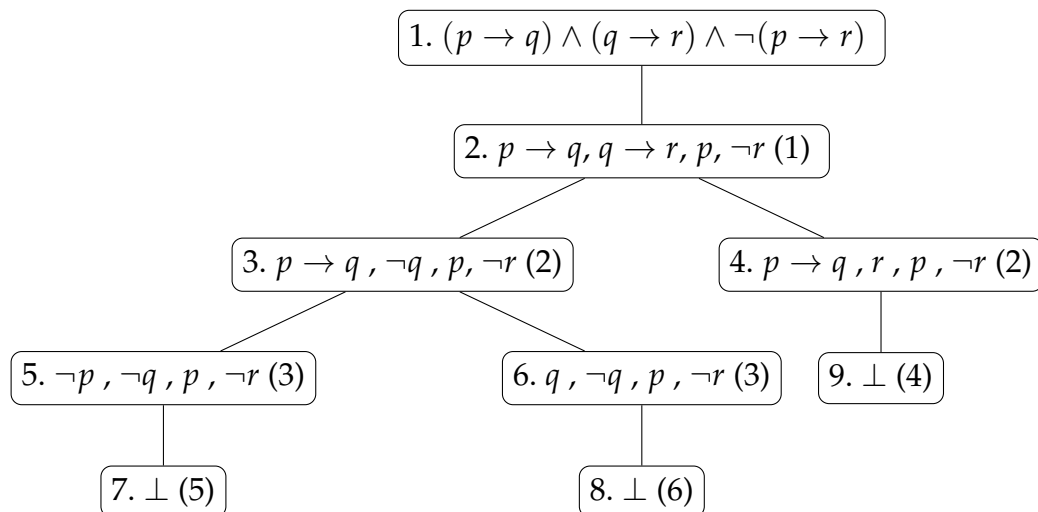 1. (p → q) ∧ (q → r) ∧ ¬(p → r)
2. p → q, q → r, p, ¬r (1)
3. p → q , ¬q , p, ¬r (2)
4. p → q , r , p , ¬r (2)
5. ¬p , ¬q , p , ¬r (3)
6. q , ¬q , p , ¬r (3)
9. ⊥ (4)
7. ⊥ (5)
8. ⊥ (6)